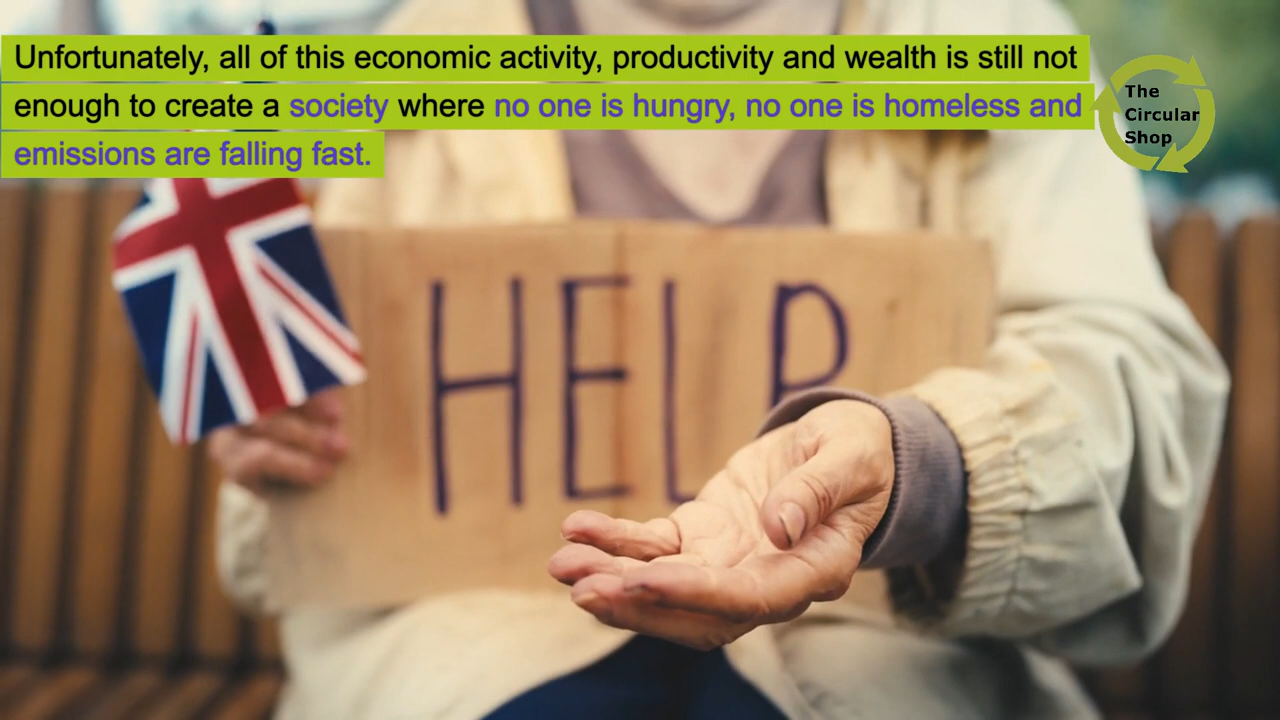 Unfortunately, all of this economic activity, productivity and wealth is still not
enough to create a society where no one is hungry, no one is homeless and
emissions are falling fast.
The
Circular
Shop
HELP